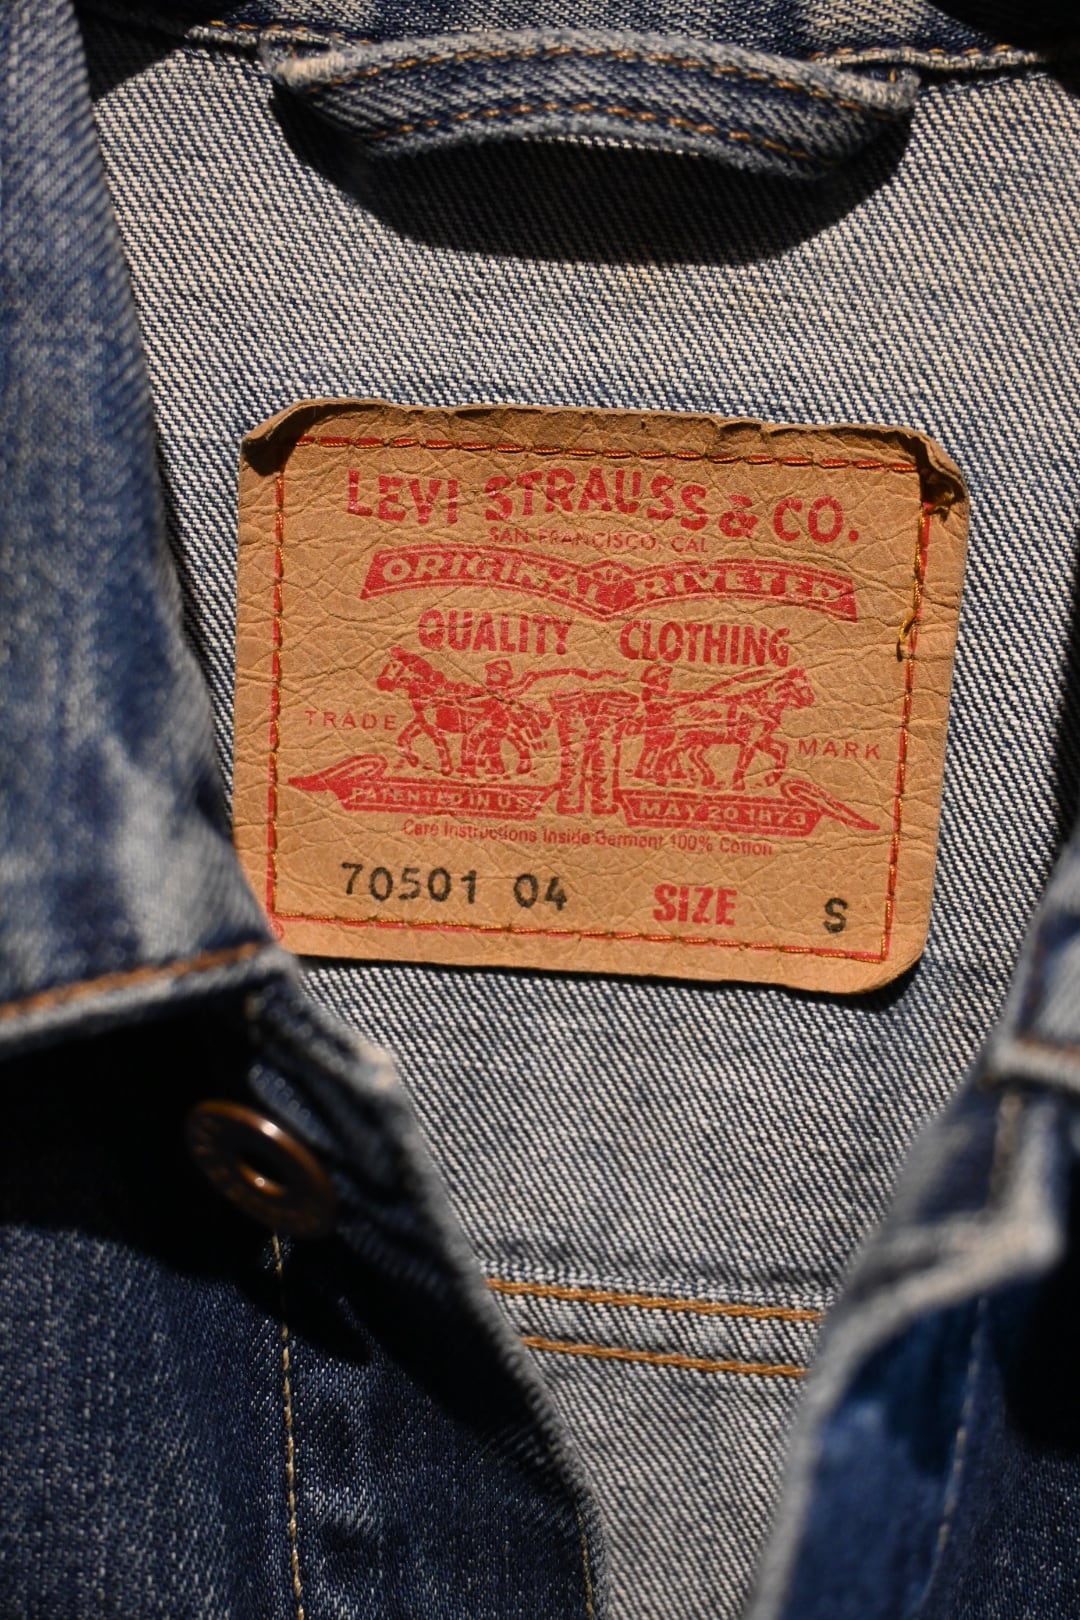 LEVI STRAUSS & CO.
SAN FRANCISCO, CAL
ORIGINAL RIVETED
QUALITY CLOTHING
TRADE MARK
PATENTED IN U.S. MAY 20 1873
Care Instructions Inside Garment 100% Cotton
70501 04 SIZE S
®